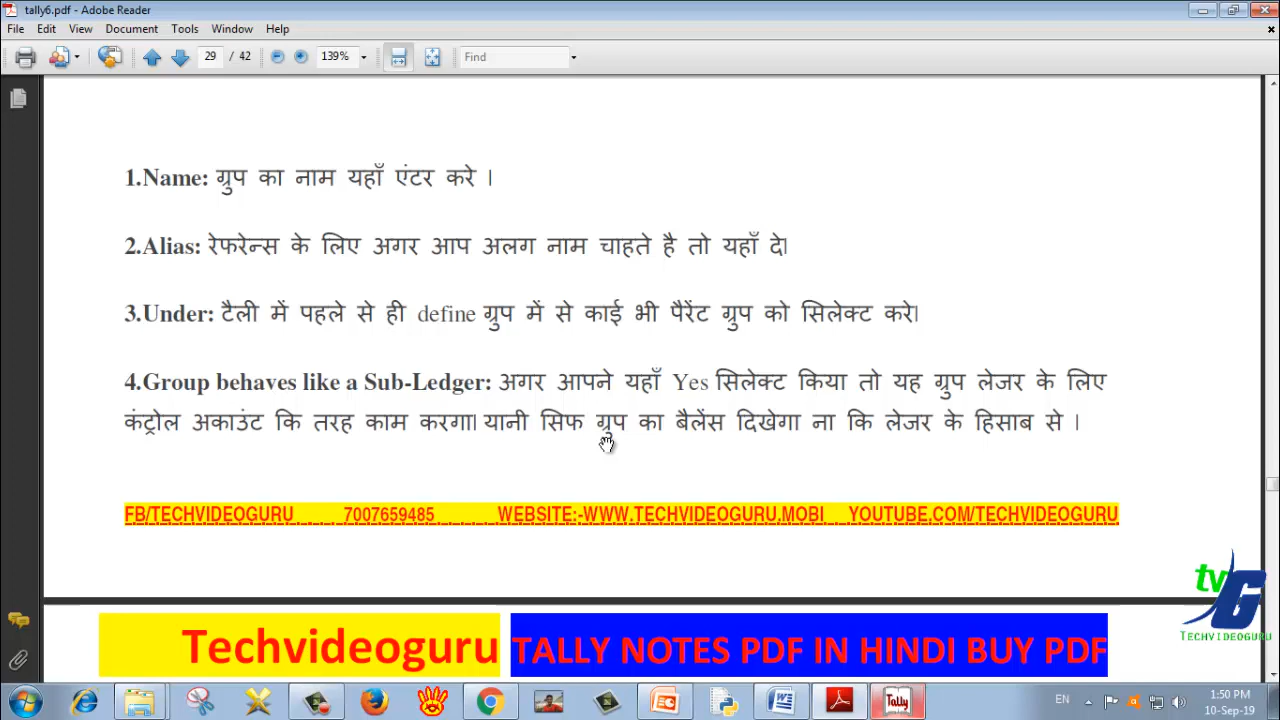 tally6.pdf - Adobe Reader
File Edit View Document Tools Window Help
29 / 42 139% Find
1.Name: ग्रुप का नाम यहाँ एंटर करे ।
2.Alias: रेफरेन्स के लिए अगर आप अलग नाम चाहते है तो यहाँ दे।
3.Under: टैली में पहले से ही define ग्रुप में से काई भी पैरेंट ग्रुप को सिलेक्ट करे।
4.Group behaves like a Sub-Ledger: अगर आपने यहाँ Yes सिलेक्ट किया तो यह ग्रुप लेजर के लिए
कंट्रोल अकाउंट कि तरह काम करगा। यानी सिफ ग्रुप का बैलेंस दिखेगा ना कि लेजर के हिसाब से ।
FB/TECHVIDEOGURU 7007659485 WEBSITE:-WWW.TECHVIDEOGURU.MOBI YOUTUBE.COM/TECHVIDEOGURU
tvG
TECHVIDEOGURU
Techvideoguru TALLY NOTES PDF IN HINDI BUY PDF
Tally
EN 1:50 PM
10-Sep-19